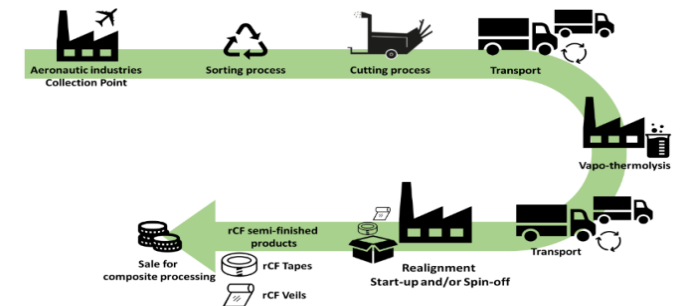 Aeronautic industries
Collection Point
Sorting process
Cutting process
Transport
Vapo-thermolysis
Transport
Realignment
Start-up and/or Spin-off
rCF semi-finished
products
rCF Tapes
rCF Veils
Sale for
composite processing